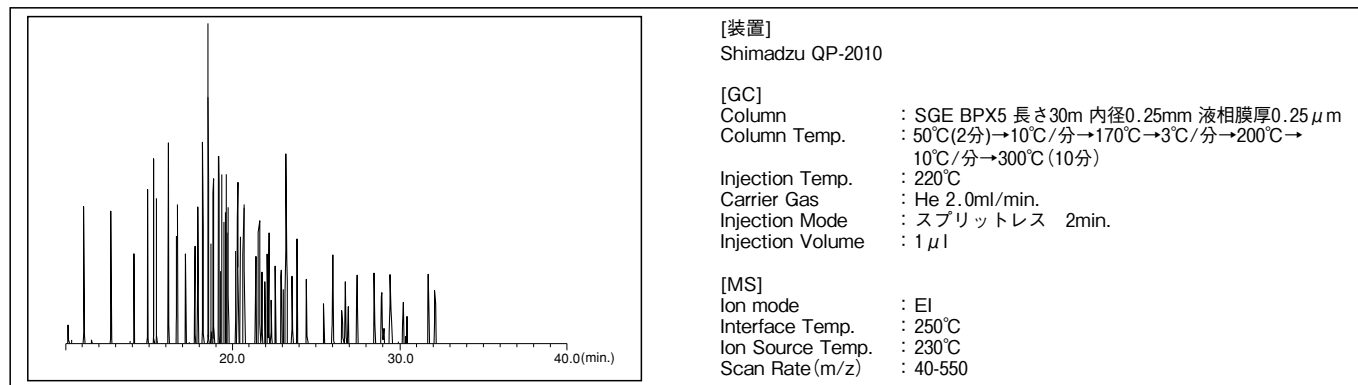 20.0
30.0
40.0(min.)
[装置]
Shimadzu QP-2010
[GC]
Column : SGE BPX5 長さ30m 内径0.25mm 液相膜厚0.25μm
Column Temp. : 50℃(2分)→10℃/分→170℃→3℃/分→200℃→
10℃/分→300℃(10分)
Injection Temp. : 220℃
Carrier Gas : He 2.0ml/min.
Injection Mode : スプリットレス 2min.
Injection Volume : 1μl
[MS]
Ion mode : EI
Interface Temp. : 250℃
Ion Source Temp. : 230℃
Scan Rate(m/z) : 40-550